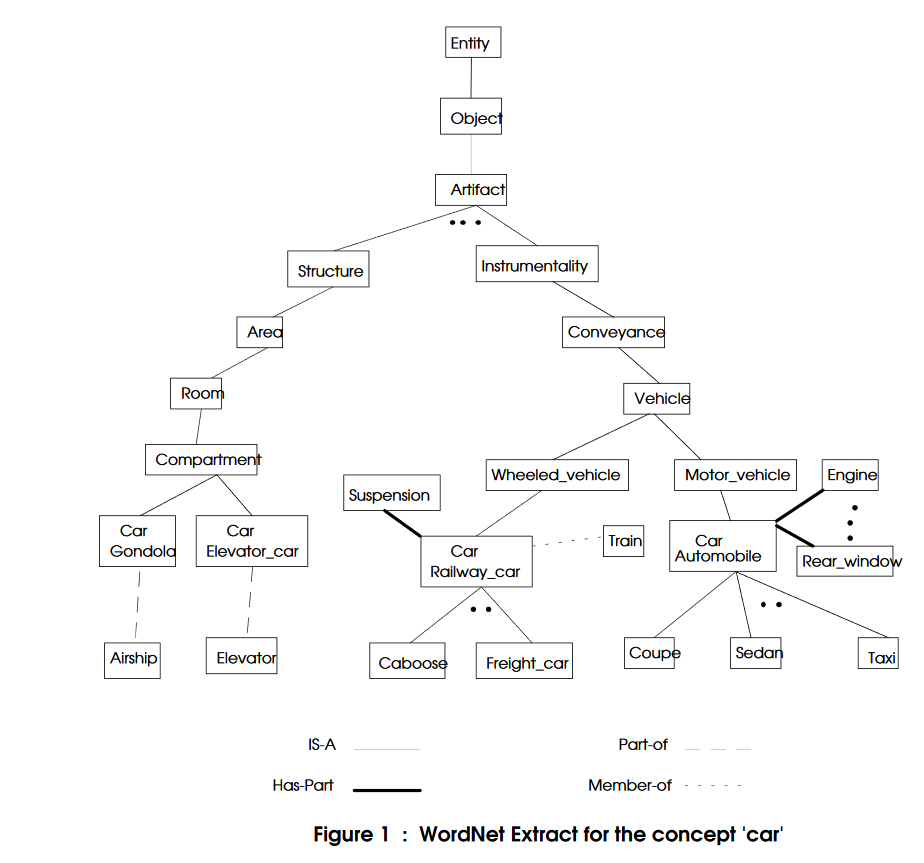 Entity
Object
Artifact
Structure
Instrumentality
Area
Conveyance
Room
Vehicle
Compartment
Wheeled_vehicle
Motor_vehicle
Engine
Suspension
Car
Gondola
Car
Elevator_car
Car
Railway_car
Train
Car
Automobile
Rear_window
Airship
Elevator
Caboose
Freight_car
Coupe
Sedan
Taxi
IS-A
Part-of
Has-Part
Member-of
Figure 1 : WordNet Extract for the concept 'car'